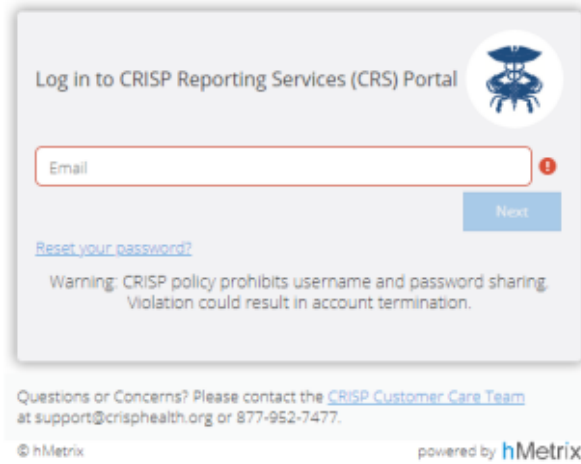 Log in to CRISP Reporting Services (CRS) Portal
Email
Next
Reset your password?
Warning: CRISP policy prohibits username and password sharing.
Violation could result in account termination.
Questions or Concerns? Please contact the CRISP Customer Care Team
at support@crisphealth.org or 877-952-7477.
© hMetrix
powered by hMetrix